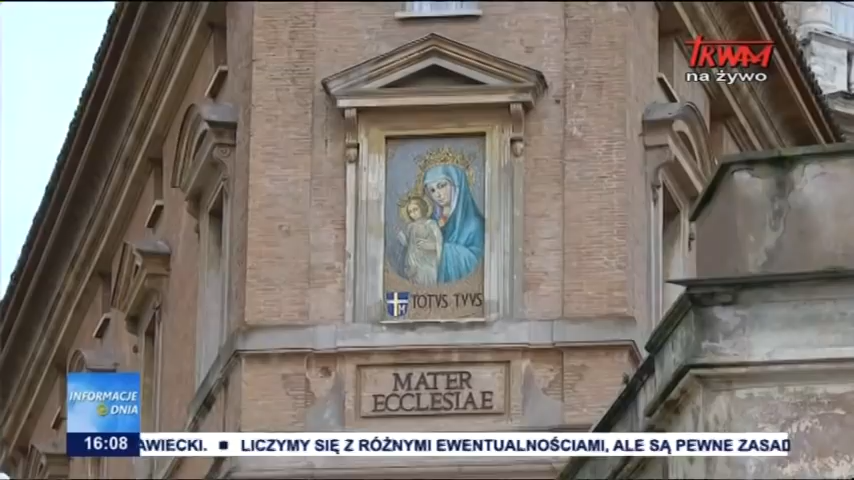 TRWAM
na żywo
TOTVS TVVS
M
MATER
ECCLESIAE
INFORMACJE
DNIA
16:08
AWIECKI. ■ LICZYMY SIĘ Z RÓŻNYMI EWENTUALNOŚCIAMI, ALE SĄ PEWNE ZASAD